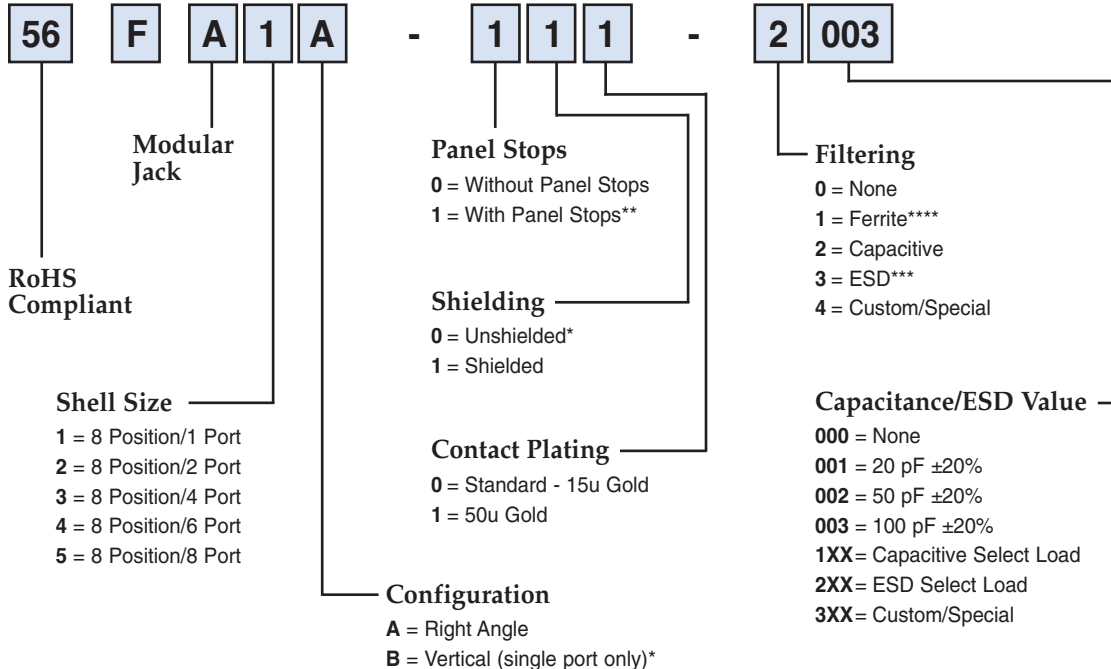 56 F A 1 A - 1 1 1 - 2 003
Modular
Jack
RoHS
Compliant
Shell Size
1 = 8 Position/1 Port
2 = 8 Position/2 Port
3 = 8 Position/4 Port
4 = 8 Position/6 Port
5 = 8 Position/8 Port
Panel Stops
0 = Without Panel Stops
1 = With Panel Stops**
Shielding
0 = Unshielded*
1 = Shielded
Contact Plating
0 = Standard - 15u Gold
1 = 50u Gold
Configuration
A = Right Angle
B = Vertical (single port only)*
Filtering
0 = None
1 = Ferrite****
2 = Capacitive
3 = ESD***
4 = Custom/Special
Capacitance/ESD Value
000 = None
001 = 20 pF ±20%
002 = 50 pF ±20%
003 = 100 pF ±20%
1XX= Capacitive Select Load
2XX= ESD Select Load
3XX= Custom/Special